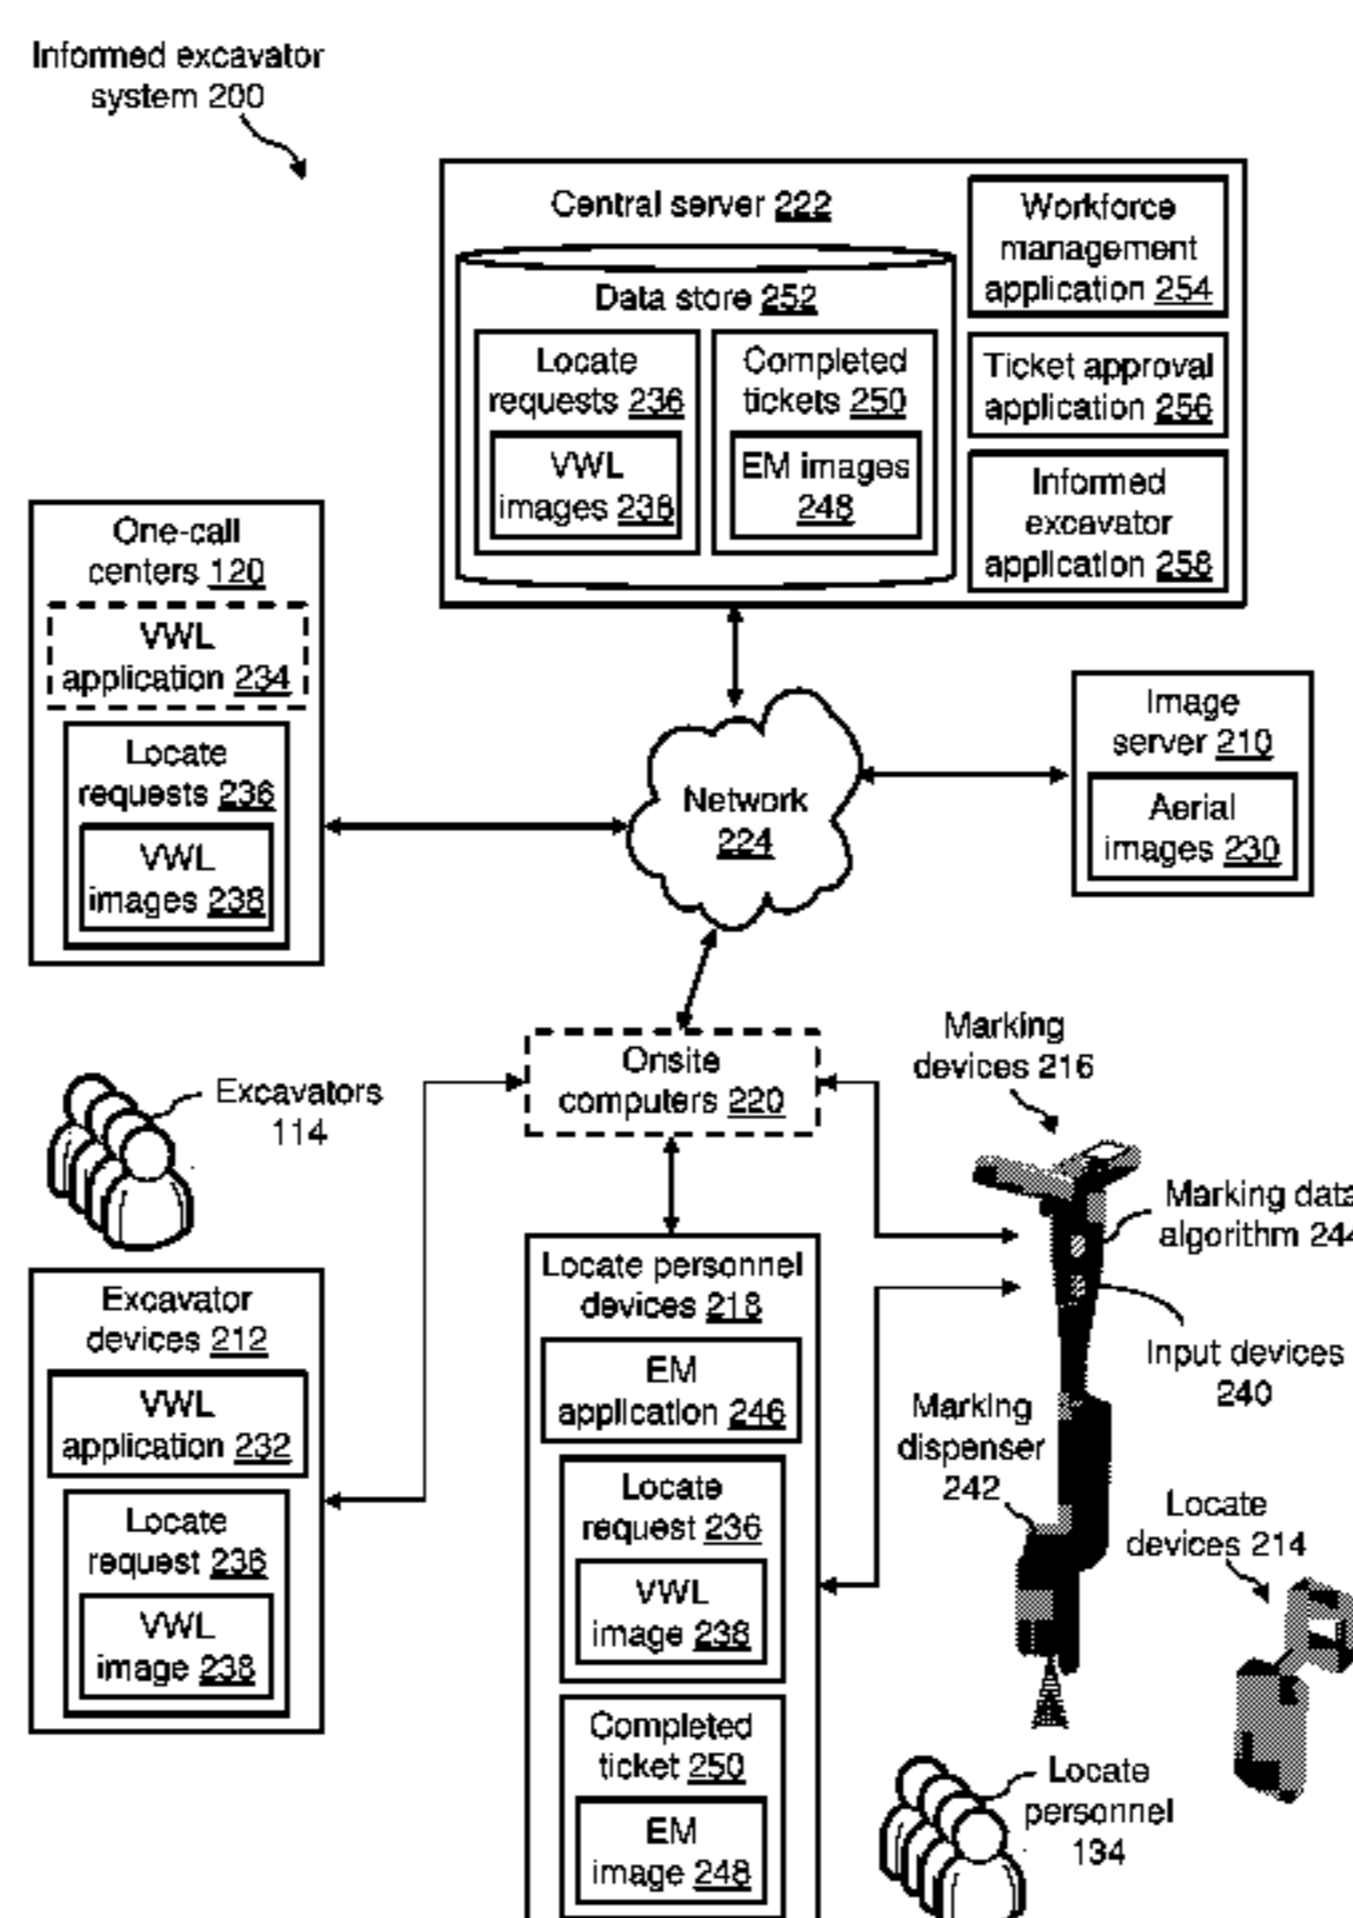 Informed excavator
system 200
Central server 222
Data store 252
Locate
requests 236
VWL
images 238
Completed
tickets 250
EM images
248
Workforce
management
application 254
Ticket approval
application 256
Informed
excavator
application 258
One-call
centers 120
VWL
application 234
Locate
requests 236
VWL
images 238
Network
224
Image
server 210
Aerial
images 230
Onsite
computers 220
Excavators
114
Excavator
devices 212
VWL
application 232
Locate
request 236
VWL
image 238
Locate personnel
devices 218
EM
application 246
Locate
request 236
VWL
image 238
Completed
ticket 250
EM
image 248
Marking
devices 216
Marking data
algorithm 244
Input devices
240
Marking
dispenser
242
Locate
devices 214
Locate
personnel
134